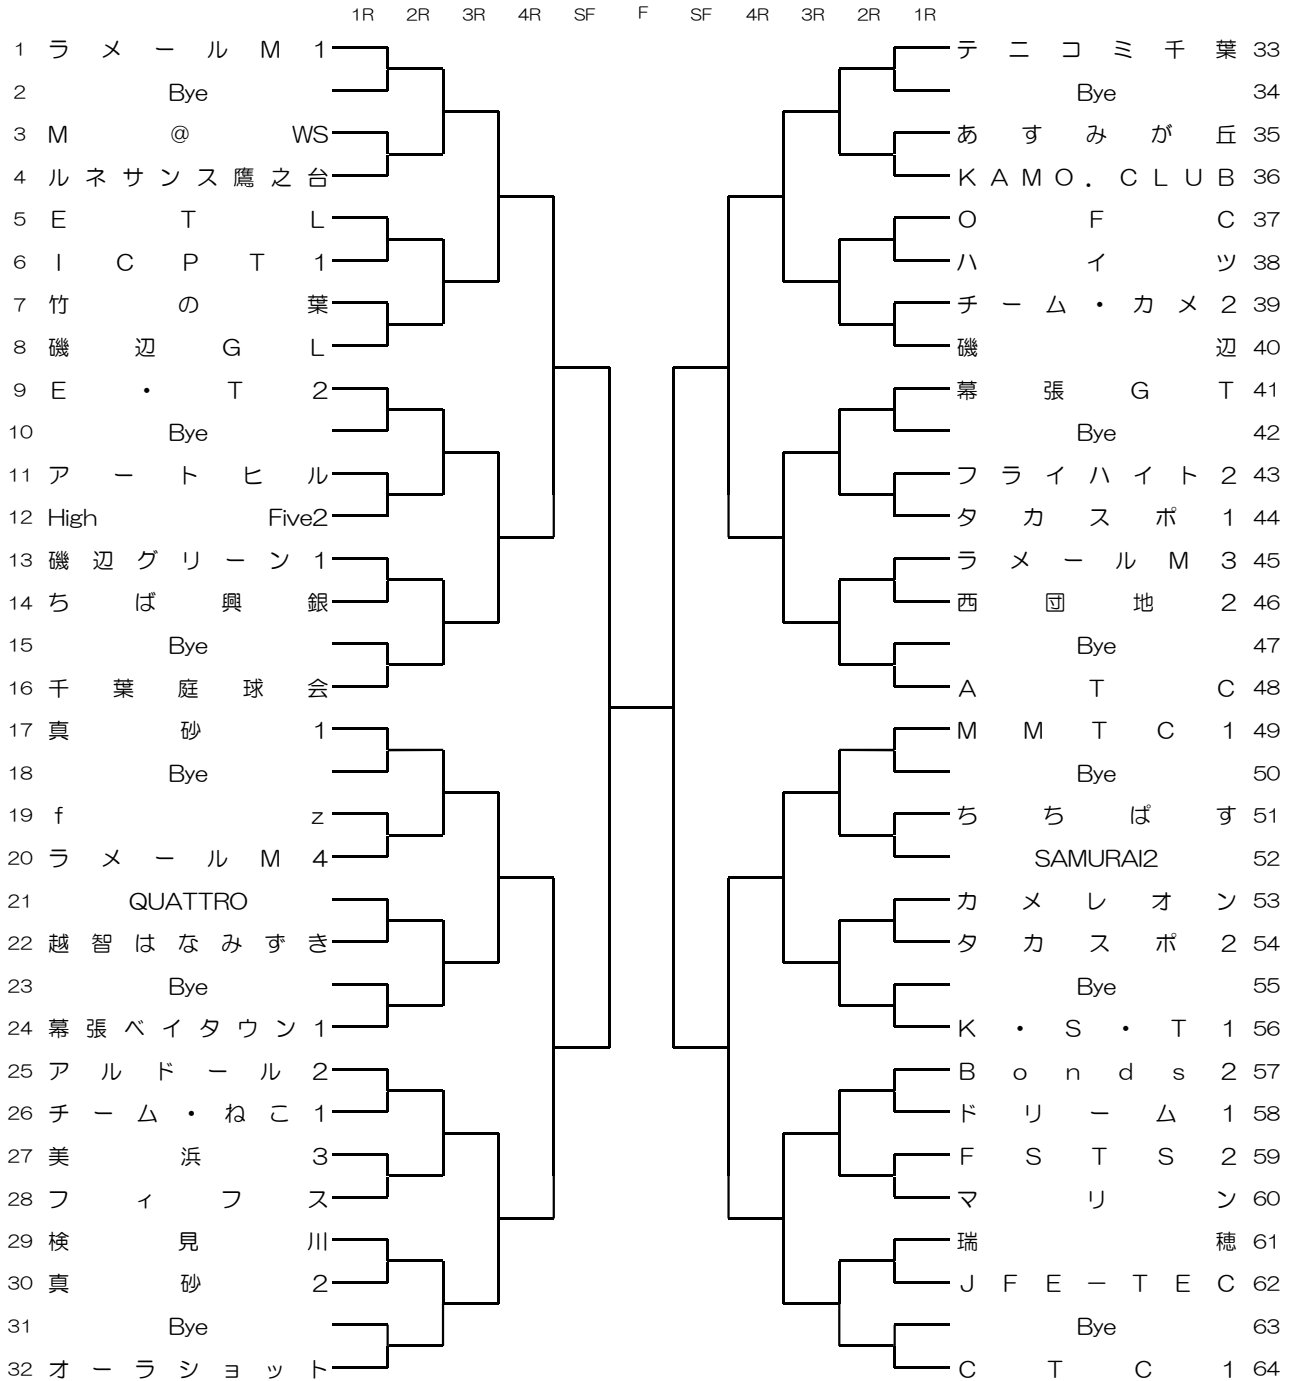 1R 2R 3R 4R SF F SF 4R 3R 2R 1R
1 ラメールM1 テニコミ千葉 33
2 Bye Bye 34
3 M@WS あすみが丘 35
4 ルネサンス鷹之台 KAMO.CLUB 36
5 ETL OFC 37
6 ICPT1 ハイツ 38
7 竹の葉 チーム・カメ2 39
8 磯辺GL 磯辺 40
9 E・T2 幕張GT 41
10 Bye Bye 42
11 アートヒル フライハイト2 43
12 High Five2 タカスポ1 44
13 磯辺グリーン1 ラメールM3 45
14 ちば興銀 西団地2 46
15 Bye Bye 47
16 千葉庭球会 ATC 48
17 真砂1 MMTC1 49
18 Bye Bye 50
19 fz ちちぱす 51
20 ラメールM4 SAMURAI2 52
21 QUATTRO カメレオン 53
22 越智はなみずき タカスポ2 54
23 Bye Bye 55
24 幕張ベイタウン1 K・S・T1 56
25 アルドール2 Bonds2 57
26 チーム・ねこ1 ドリーム1 58
27 美浜3 FSTS2 59
28 フィフス マリン 60
29 検見川 瑞穂 61
30 真砂2 JFE－TEC 62
31 Bye Bye 63
32 オーラショット CTC1 64